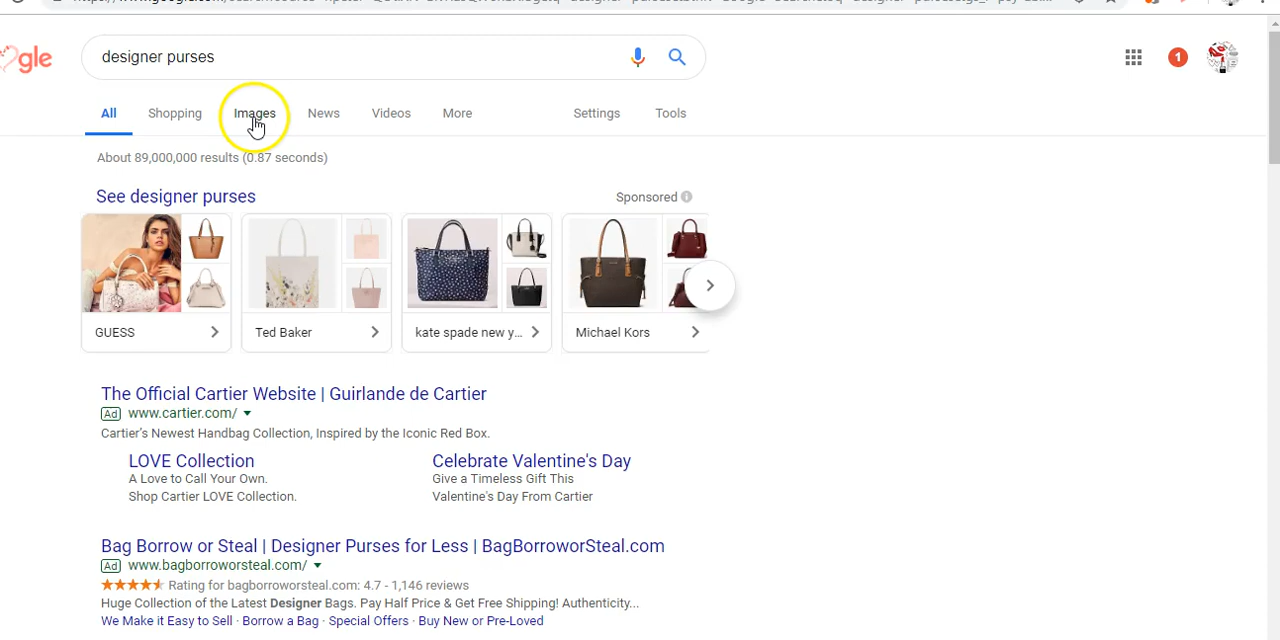 gle
designer purses
1
All Shopping Images News Videos More Settings Tools
About 89,000,000 results (0.87 seconds)
See designer purses
Sponsored
GUESS
Ted Baker
kate spade new y...
Michael Kors
The Official Cartier Website | Guirlande de Cartier
Ad www.cartier.com/
Cartier's Newest Handbag Collection, Inspired by the Iconic Red Box.
LOVE Collection
A Love to Call Your Own.
Shop Cartier LOVE Collection.
Celebrate Valentine's Day
Give a Timeless Gift This
Valentine's Day From Cartier
Bag Borrow or Steal | Designer Purses for Less | BagBorroworSteal.com
Ad www.bagborroworsteal.com/
Rating for bagborroworsteal.com: 4.7 - 1,146 reviews
Huge Collection of the Latest Designer Bags. Pay Half Price & Get Free Shipping! Authenticity...
We Make it Easy to Sell · Borrow a Bag · Special Offers · Buy New or Pre-Loved